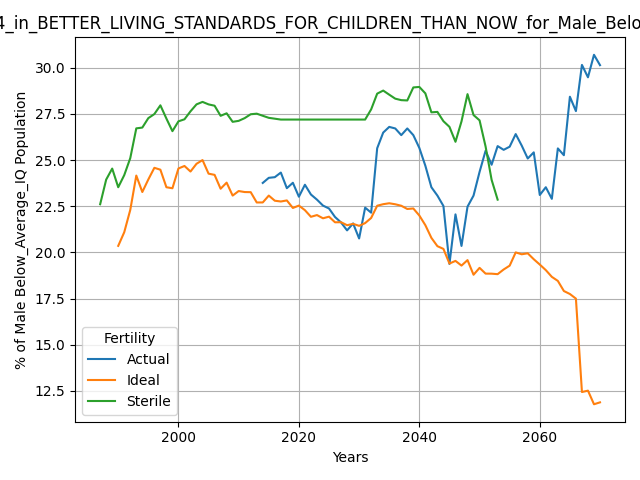 4_in_BETTER_LIVING_STANDARDS_FOR_CHILDREN_THAN_NOW_for_Male_Belo
% of Male Below_Average_IQ Population
30.0
27.5
25.0
22.5
20.0
17.5
15.0
12.5
Fertility
Actual
Ideal
Sterile
2000
2020
2040
2060
Years